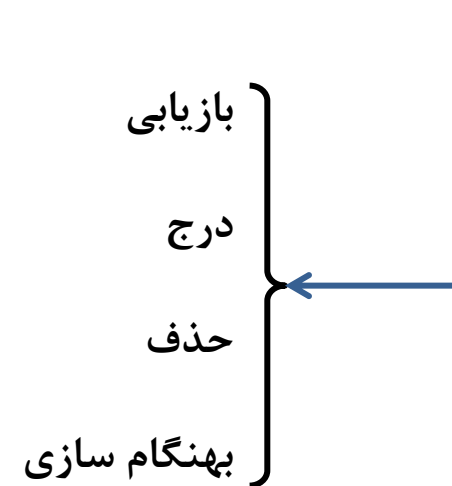 بازیابی
درج
حذف
بهنگام سازی